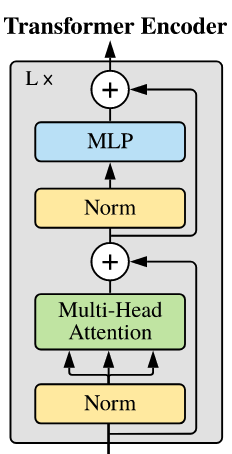 Transformer Encoder
L ×
+
MLP
Norm
+
Multi-Head
Attention
Norm